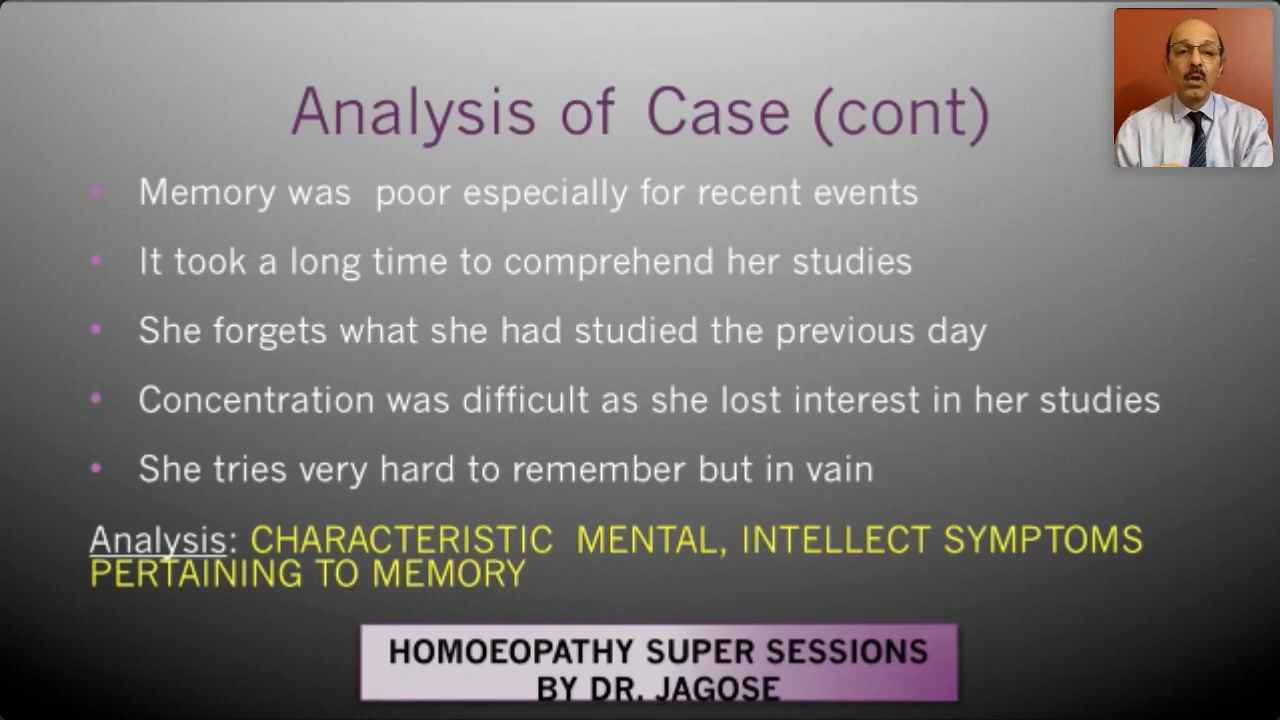 Analysis of Case (cont)
• Memory was poor especially for recent events
• It took a long time to comprehend her studies
• She forgets what she had studied the previous day
• Concentration was difficult as she lost interest in her studies
• She tries very hard to remember but in vain
Analysis: CHARACTERISTIC MENTAL, INTELLECT SYMPTOMS
PERTAINING TO MEMORY
HOMOEOPATHY SUPER SESSIONS
BY DR. JAGOSE